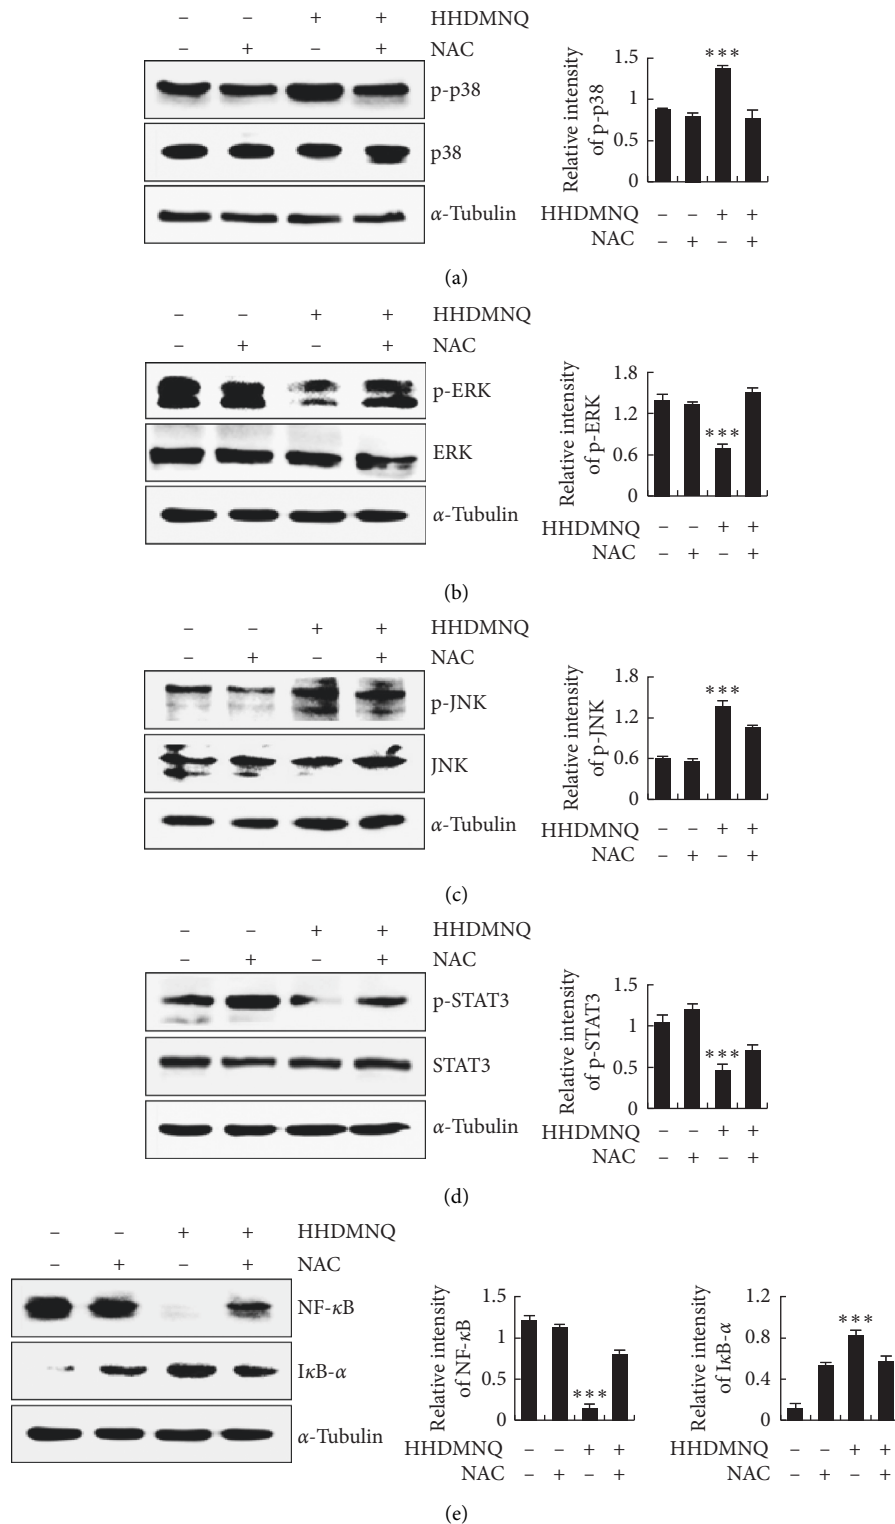 – – + + HHDMNQ
– + – + NAC
p-p38
p38
α-Tubulin
Relative intensity
of p-p38
1.5
1
0.5
0
***
HHDMNQ – – + +
NAC – + – +
(a)
– – + + HHDMNQ
– + – + NAC
p-ERK
ERK
α-Tubulin
Relative intensity
of p-ERK
1.8
1.2
0.6
0
***
HHDMNQ – – + +
NAC – + – +
(b)
– – + + HHDMNQ
– + – + NAC
p-JNK
JNK
α-Tubulin
Relative intensity
of p-JNK
1.8
1.2
0.6
0
***
HHDMNQ – – + +
NAC – + – +
(c)
– – + + HHDMNQ
– + – + NAC
p-STAT3
STAT3
α-Tubulin
Relative intensity
of p-STAT3
1.5
1
0.5
0
***
HHDMNQ – – + +
NAC – + – +
(d)
– – + + HHDMNQ
– + – + NAC
NF-κB
IκB-α
α-Tubulin
Relative intensity
of NF-κB
1.5
1
0.5
0
***
HHDMNQ – – + +
NAC – + – +
Relative intensity
of IκB-α
1.2
0.8
0.4
0
***
HHDMNQ – – + +
NAC – + – +
(e)